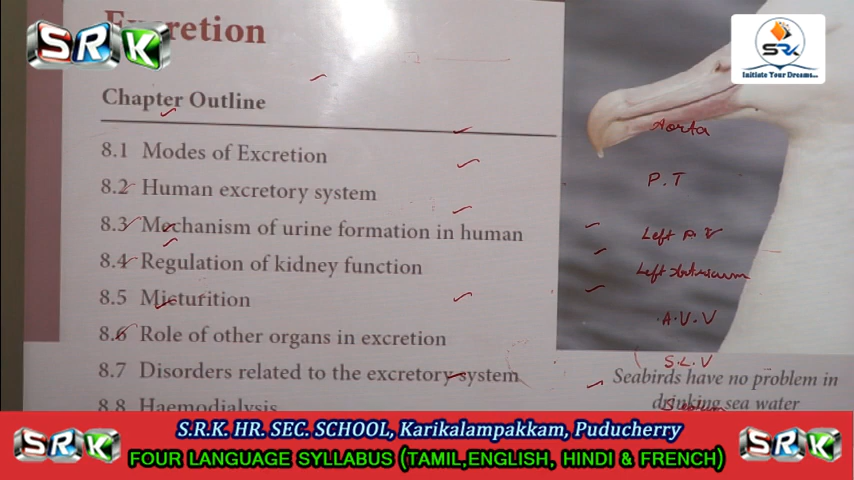 Excretion
SRK
SRK
Initiate Your Dreams...
Chapter Outline
8.1 Modes of Excretion
8.2 Human excretory system
8.3 Mechanism of urine formation in human
8.4 Regulation of kidney function
8.5 Micturition
8.6 Role of other organs in excretion
8.7 Disorders related to the excretory system
8.8 Haemodialysis
Aorta
P.T
Left
Left
A.V.V
S.L.V
Seabirds have no problem in
drinking sea water
SRK
S.R.K. HR. SEC. SCHOOL, Karikalampakkam, Puducherry
FOUR LANGUAGE SYLLABUS (TAMIL,ENGLISH, HINDI & FRENCH)
SRK